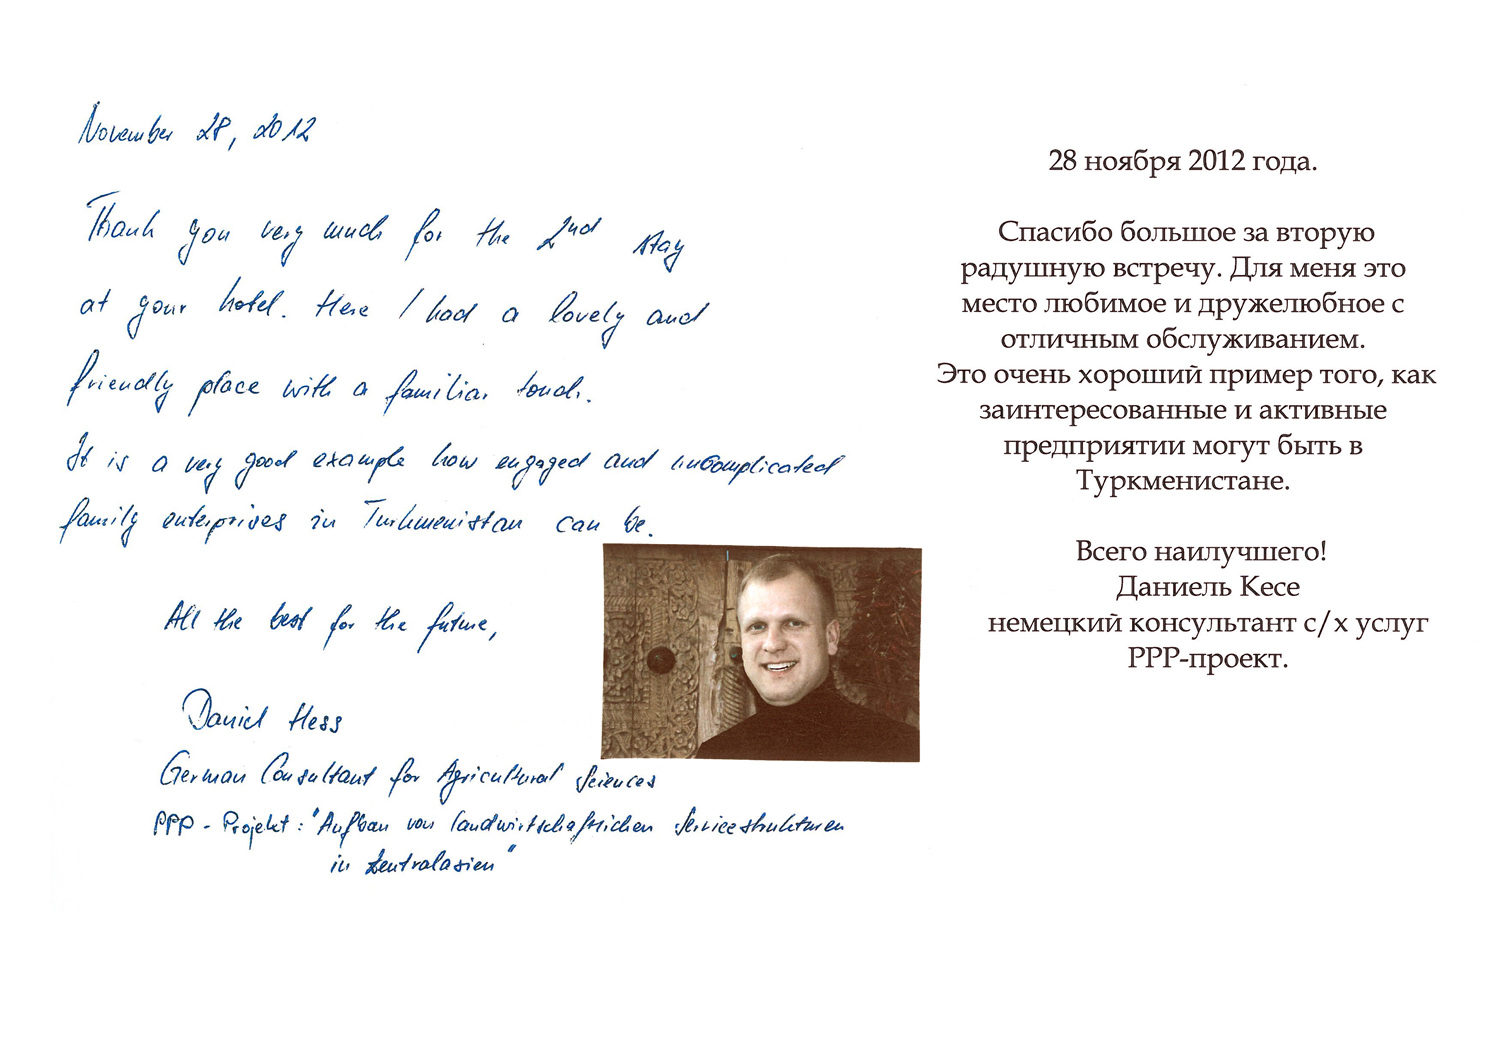 November 28, 2012
Thank you very much for the 2nd stay
at your hotel. Here I had a lovely and
friendly place with a familiar touch.
It is a very good example how engaged and uncomplicated
family enterprises in Turkmenistan can be.
All the best for the future,
Daniel Hess
German Consultant for Agricultural Sciences
PPP - Projekt: "Aufbau von landwirtschaftlichen Servicestrukturen
in Zentralasien"
28 ноября 2012 года.
Спасибо большое за вторую
радушную встречу. Для меня это
место любимое и дружелюбное с
отличным обслуживанием.
Это очень хороший пример того, как
заинтересованные и активные
предприятии могут быть в
Туркменистане.
Всего наилучшего!
Даниель Кесе
немецкий консультант с/х услуг
РРР-проект.